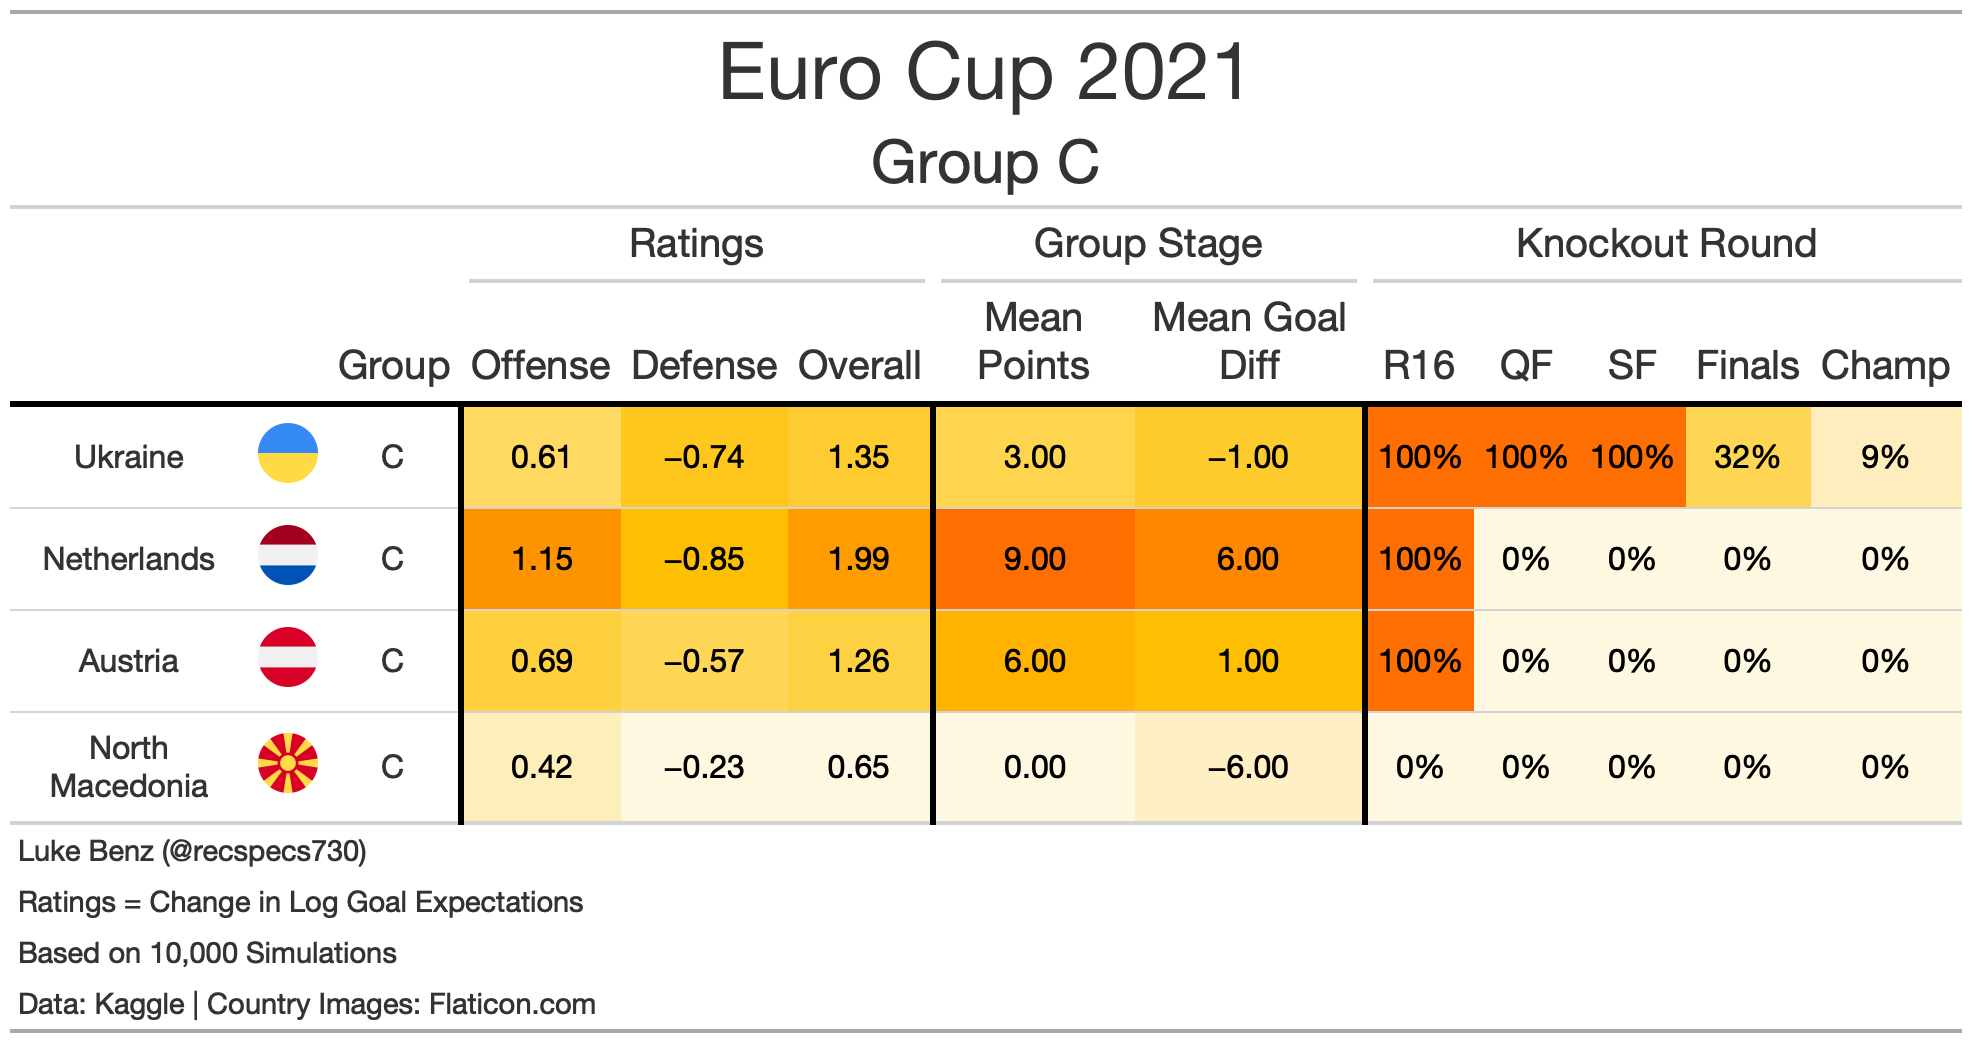 Euro Cup 2021
Group C
Ratings Group Stage Knockout Round
Mean Mean Goal
Group Offense Defense Overall Points Diff R16 QF SF Finals Champ
Ukraine C 0.61 −0.74 1.35 3.00 −1.00 100% 100% 100% 32% 9%
Netherlands C 1.15 −0.85 1.99 9.00 6.00 100% 0% 0% 0% 0%
Austria C 0.69 −0.57 1.26 6.00 1.00 100% 0% 0% 0% 0%
North
Macedonia C 0.42 −0.23 0.65 0.00 −6.00 0% 0% 0% 0% 0%
Luke Benz (@recspecs730)
Ratings = Change in Log Goal Expectations
Based on 10,000 Simulations
Data: Kaggle | Country Images: Flaticon.com